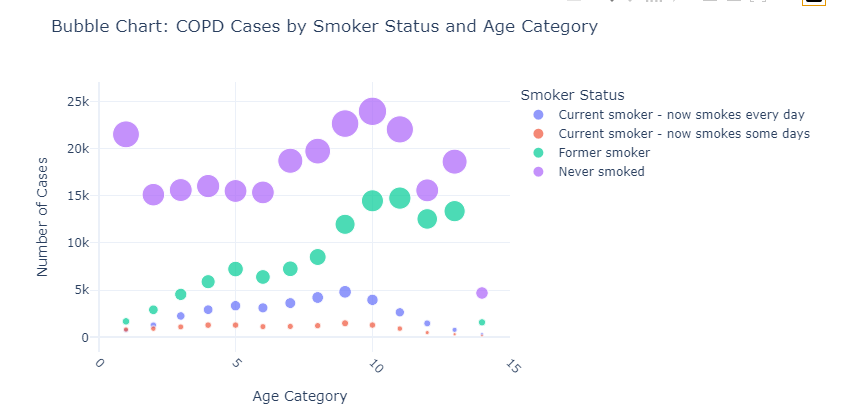 Bubble Chart: COPD Cases by Smoker Status and Age Category
Smoker Status
Current smoker - now smokes every day
Current smoker - now smokes some days
Former smoker
Never smoked
Number of Cases
25k
20k
15k
10k
5k
0
0
5
10
15
Age Category